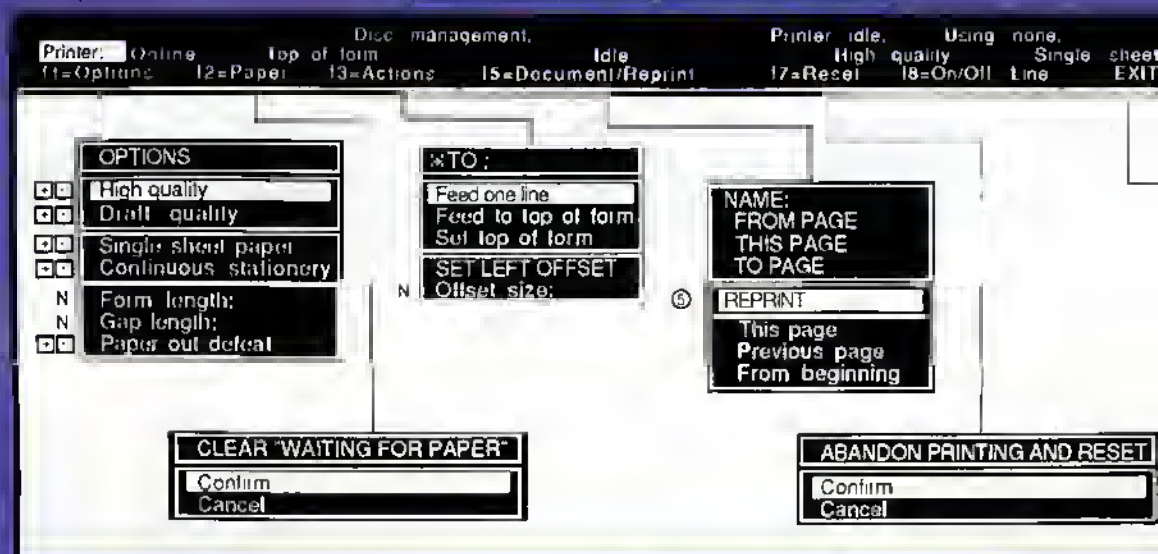 Disc management. Printer idle. Using none.
Printer: Online Top of form Idle High quality Single sheet
f1=Options f2=Paper f3=Actions f5=Document/Reprint f7=Reset f8=On/Off Line EXIT
OPTIONS
+ - High quality
+ - Draft quality
+ - Single sheet paper
+ - Continuous stationery
N Form length:
N Gap length:
+ - Paper out defeat
TO :
Feed one line
Feed to top of form
Set top of form
SET LEFT OFFSET
N Offset size:
NAME:
FROM PAGE
THIS PAGE
TO PAGE
⑤ REPRINT
This page
Previous page
From beginning
CLEAR "WAITING FOR PAPER"
Confirm
Cancel
ABANDON PRINTING AND RESET
Confirm
Cancel